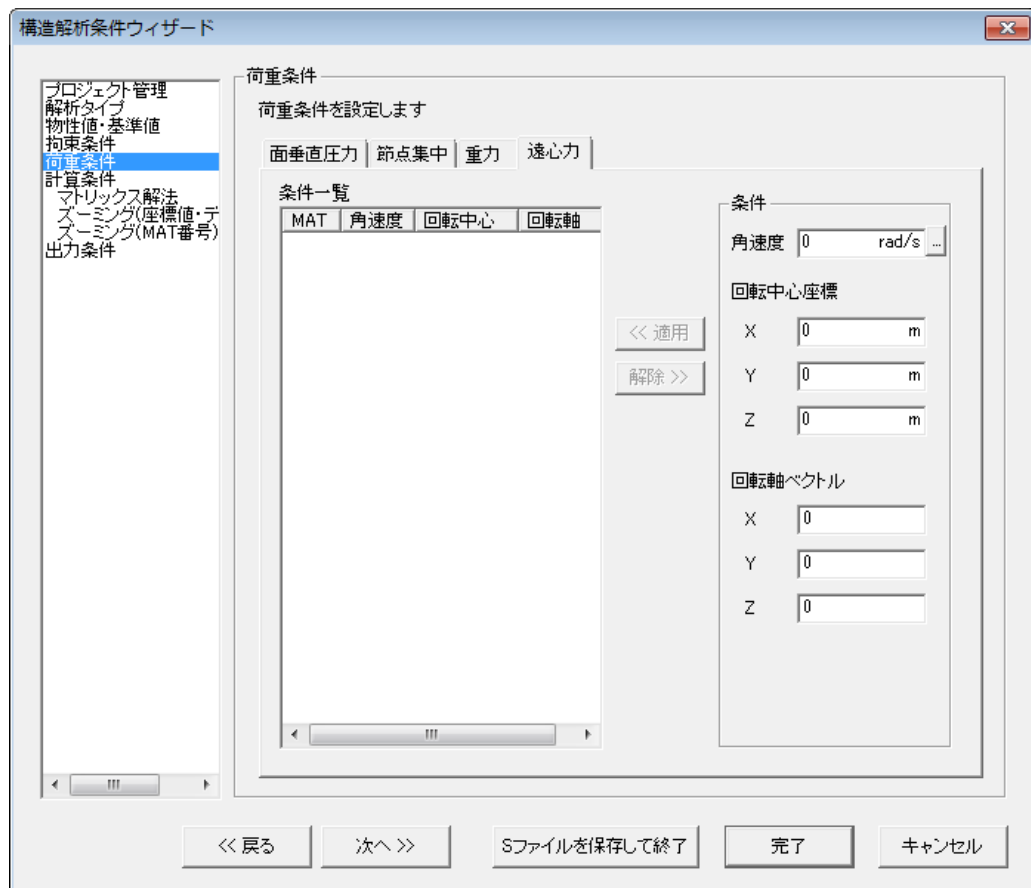 構造解析条件ウィザード
プロジェクト管理
解析タイプ
物性値・基準値
拘束条件
荷重条件
計算条件
マトリックス解法
ズーミング(座標値・デ
ズーミング(MAT番号)
出力条件
荷重条件
荷重条件を設定します
面垂直圧力 節点集中 重力 遠心力
条件一覧
MAT 角速度 回転中心 回転軸
<< 適用
解除 >>
条件
角速度 0 rad/s ...
回転中心座標
X 0 m
Y 0 m
Z 0 m
回転軸ベクトル
X 0
Y 0
Z 0
<< 戻る 次へ >> Sファイルを保存して終了 完了 キャンセル